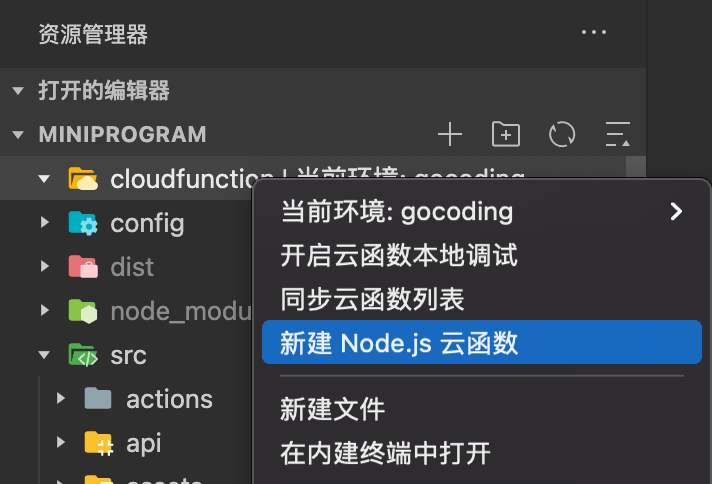 资源管理器
打开的编辑器
MINIPROGRAM
cloudfunction | 当前环境: gocoding
当前环境: gocoding
config
开启云函数本地调试
dist
同步云函数列表
node_modu
新建 Node.js 云函数
src
actions
新建文件
api
在内建终端中打开
assets